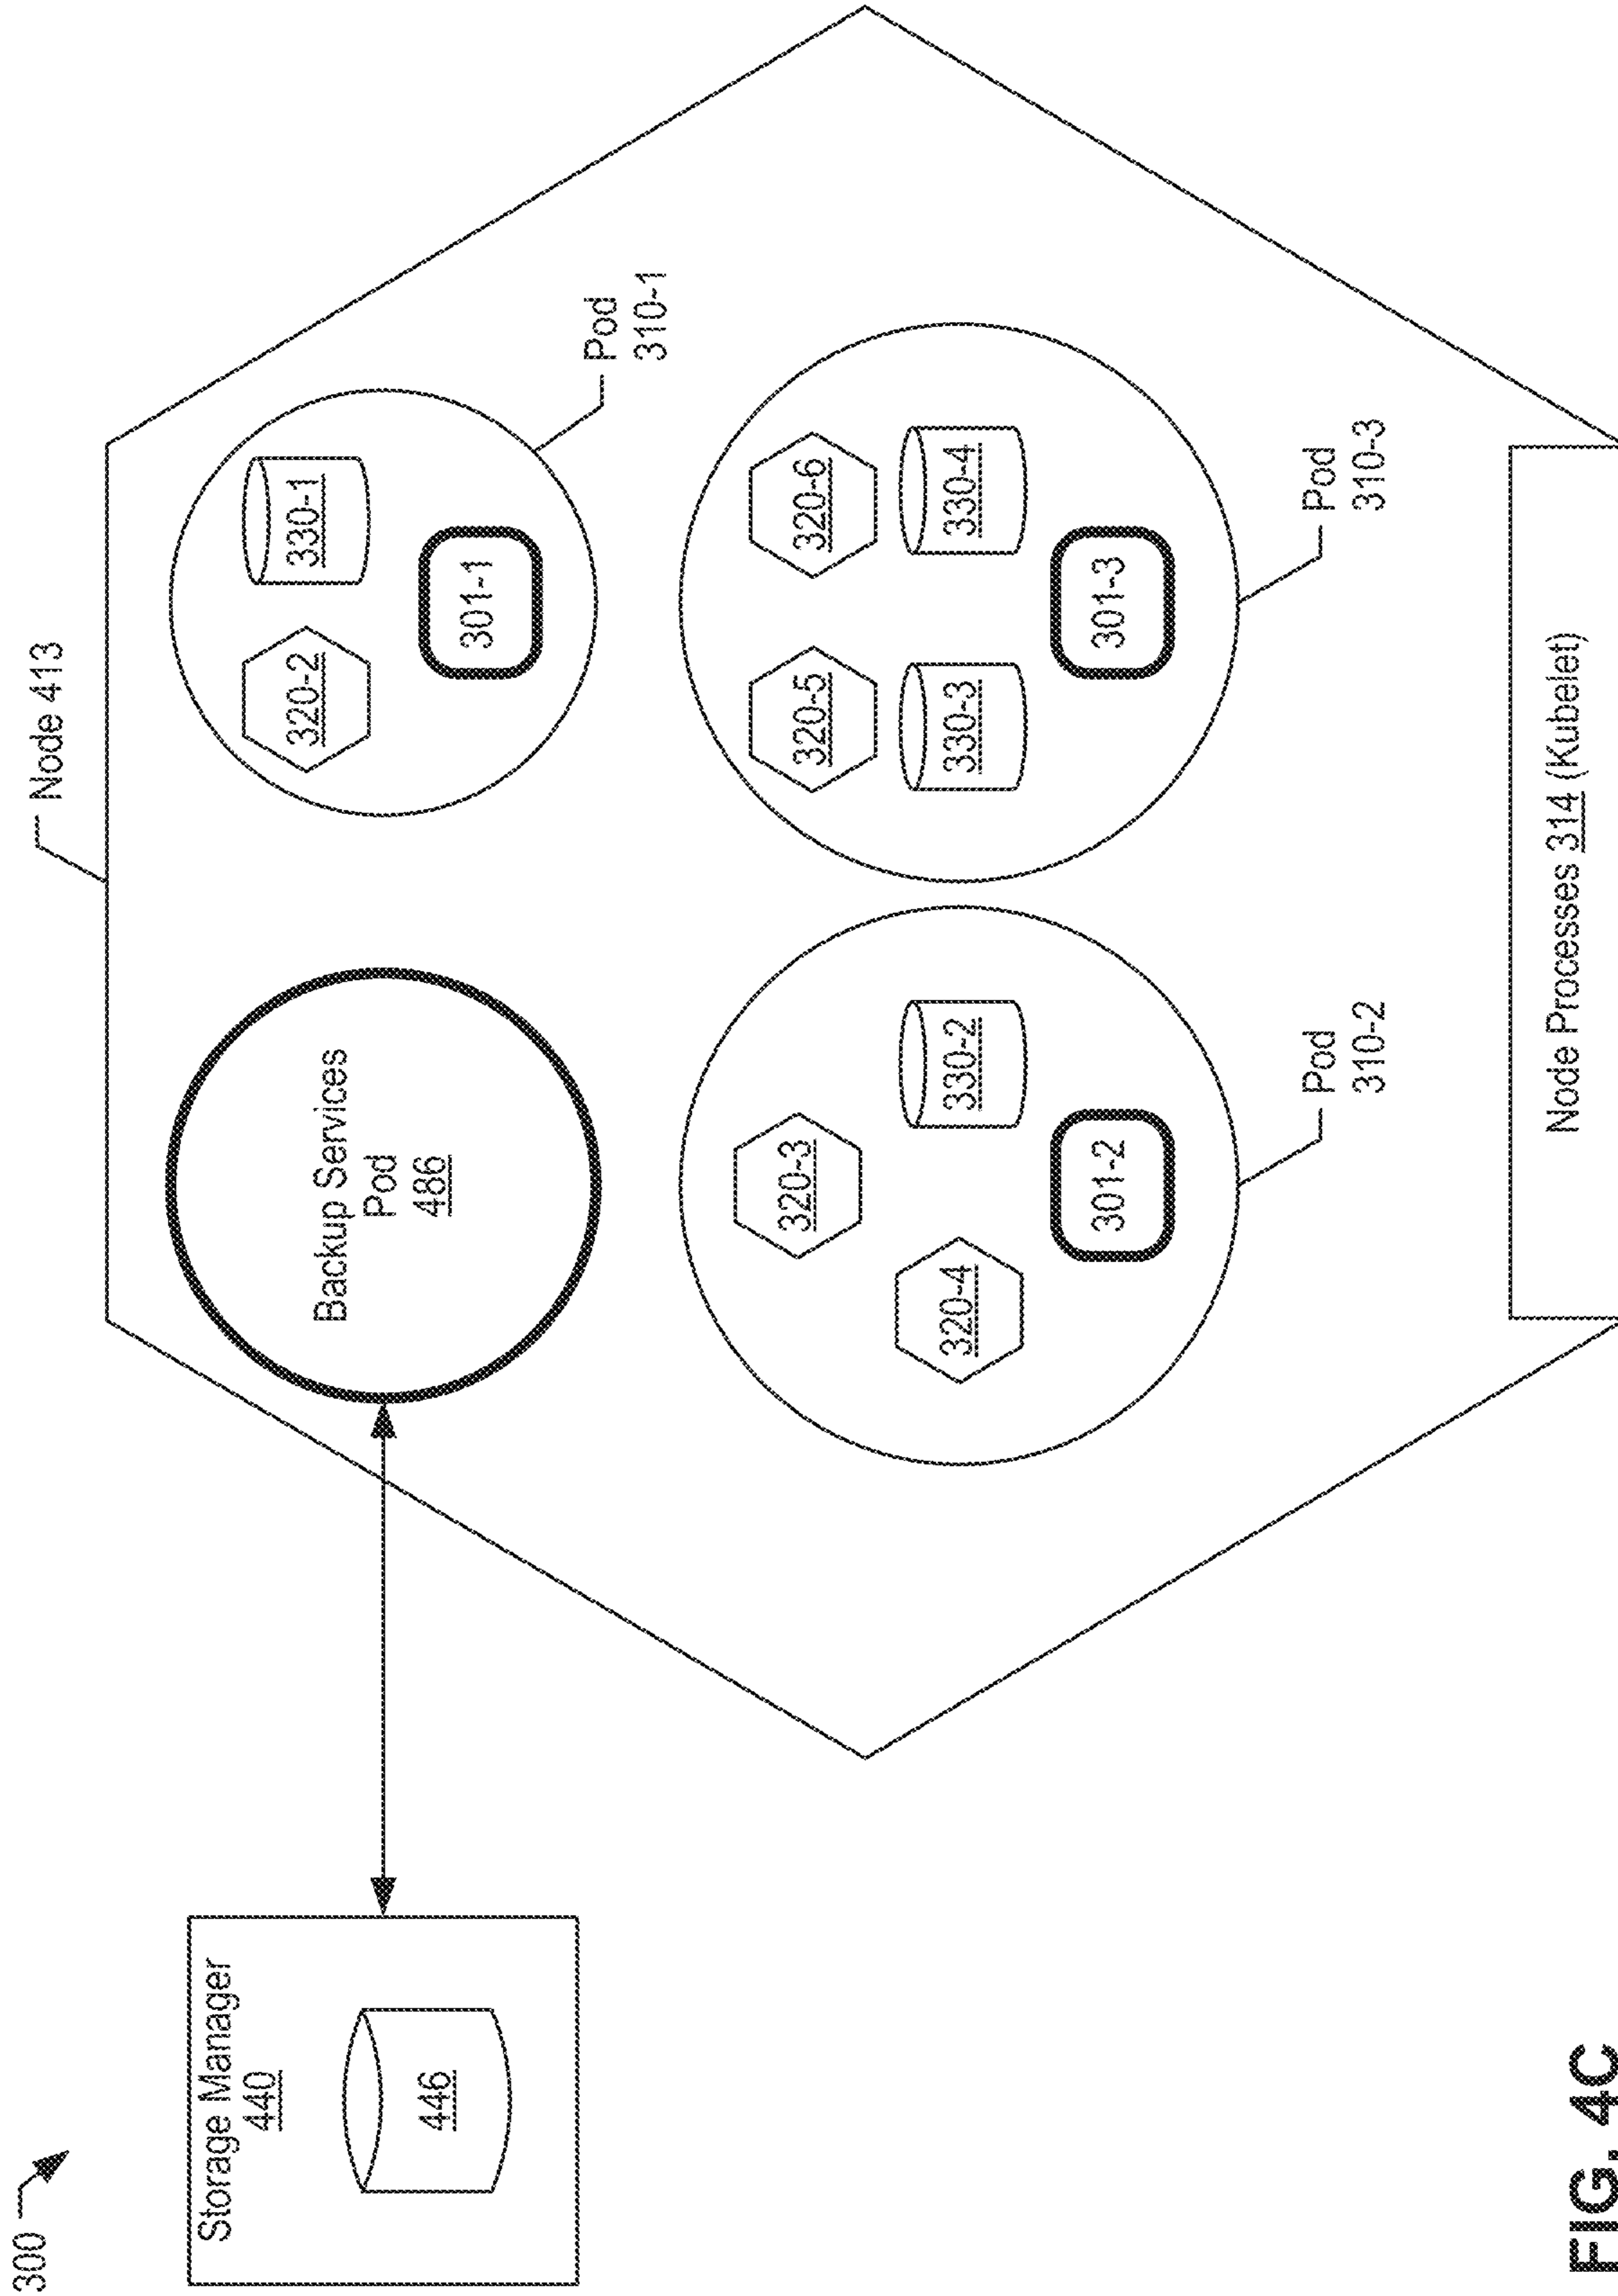 300
Storage Manager
440
446
Node 413
Backup Services
Pod
486
320-2
330-1
301-1
Pod
310-1
320-3
320-4
330-2
301-2
Pod
310-2
320-5
320-6
330-3
330-4
301-3
Pod
310-3
Node Processes 314 (Kubelet)
FIG. 4C